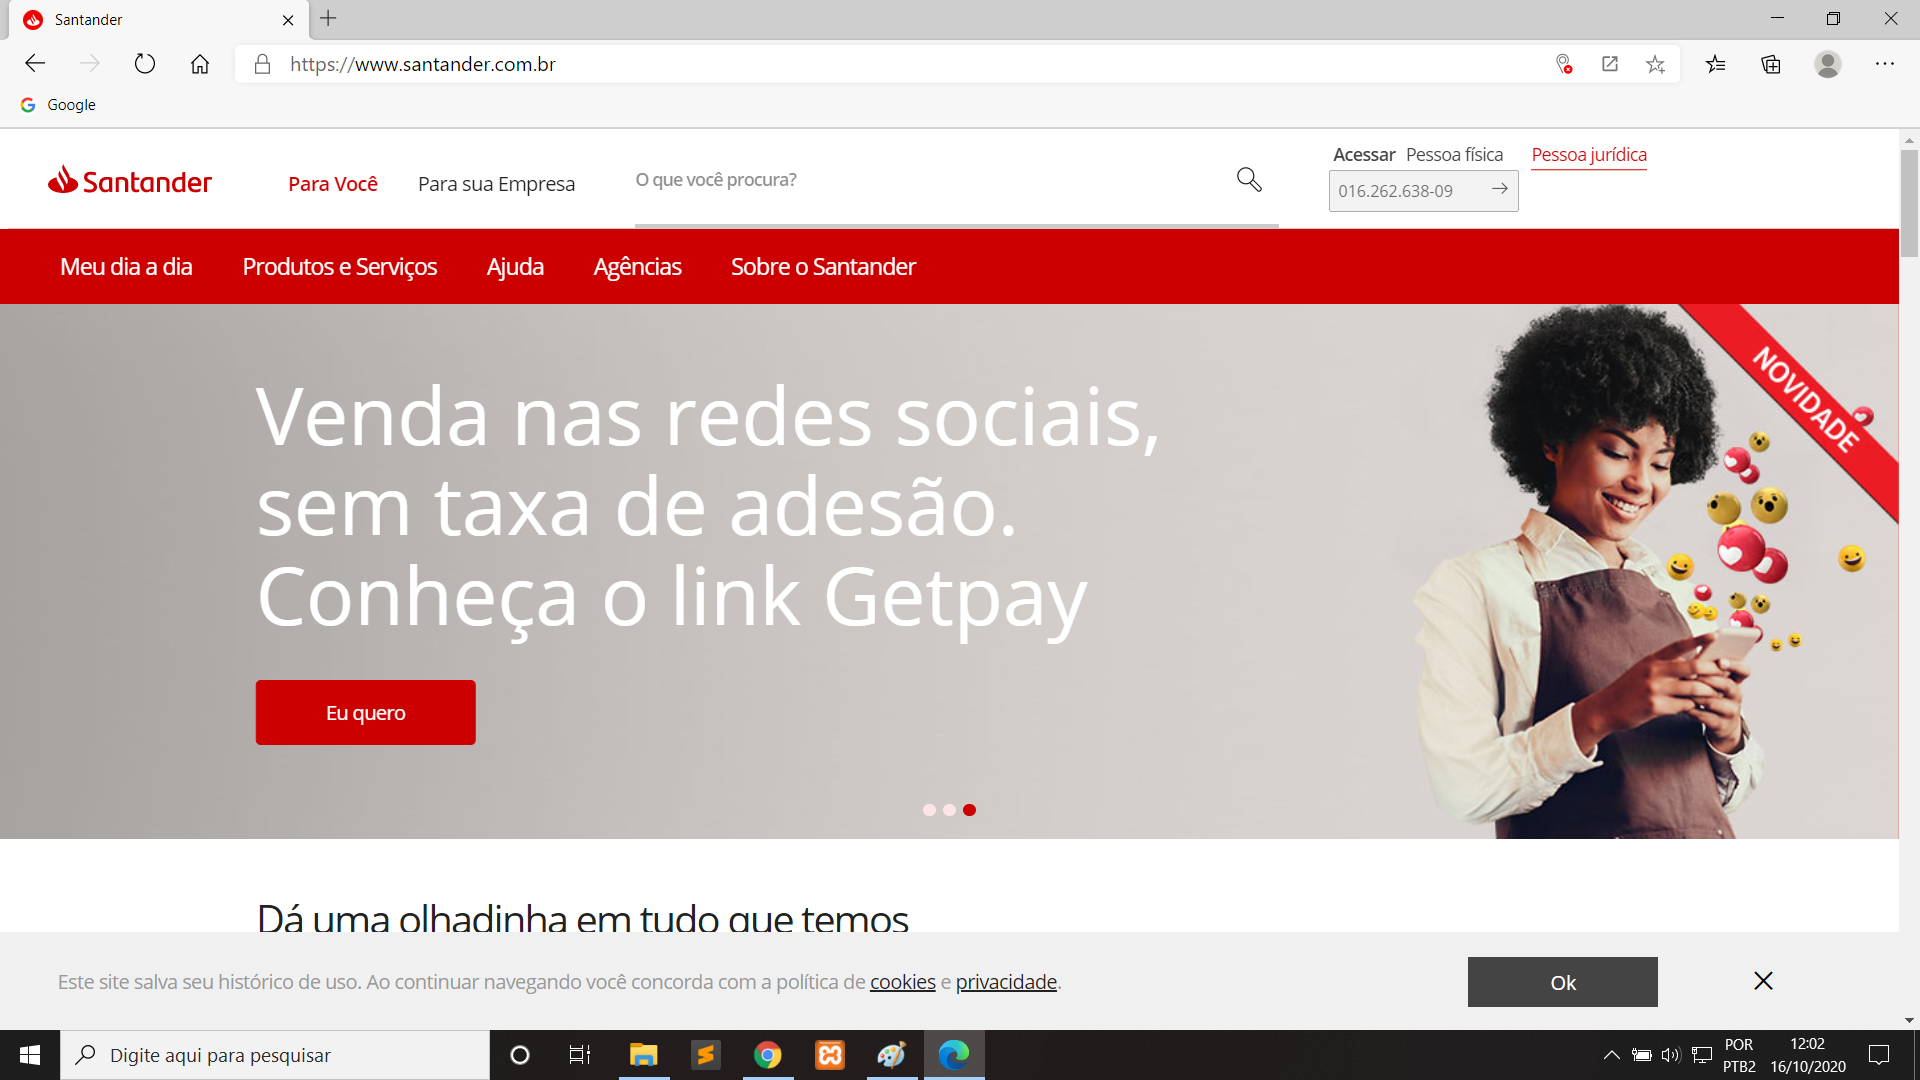 Santander
https://www.santander.com.br
Google
Santander
Para Você
Para sua Empresa
O que você procura?
Acessar Pessoa física Pessoa jurídica
016.262.638-09
Meu dia a dia
Produtos e Serviços
Ajuda
Agências
Sobre o Santander
Venda nas redes sociais,
sem taxa de adesão.
Conheça o link Getpay
NOVIDADE
Eu quero
Dá uma olhadinha em tudo que temos
Este site salva seu histórico de uso. Ao continuar navegando você concorda com a política de cookies e privacidade.
Ok
Digite aqui para pesquisar
POR
PTB2
12:02
16/10/2020